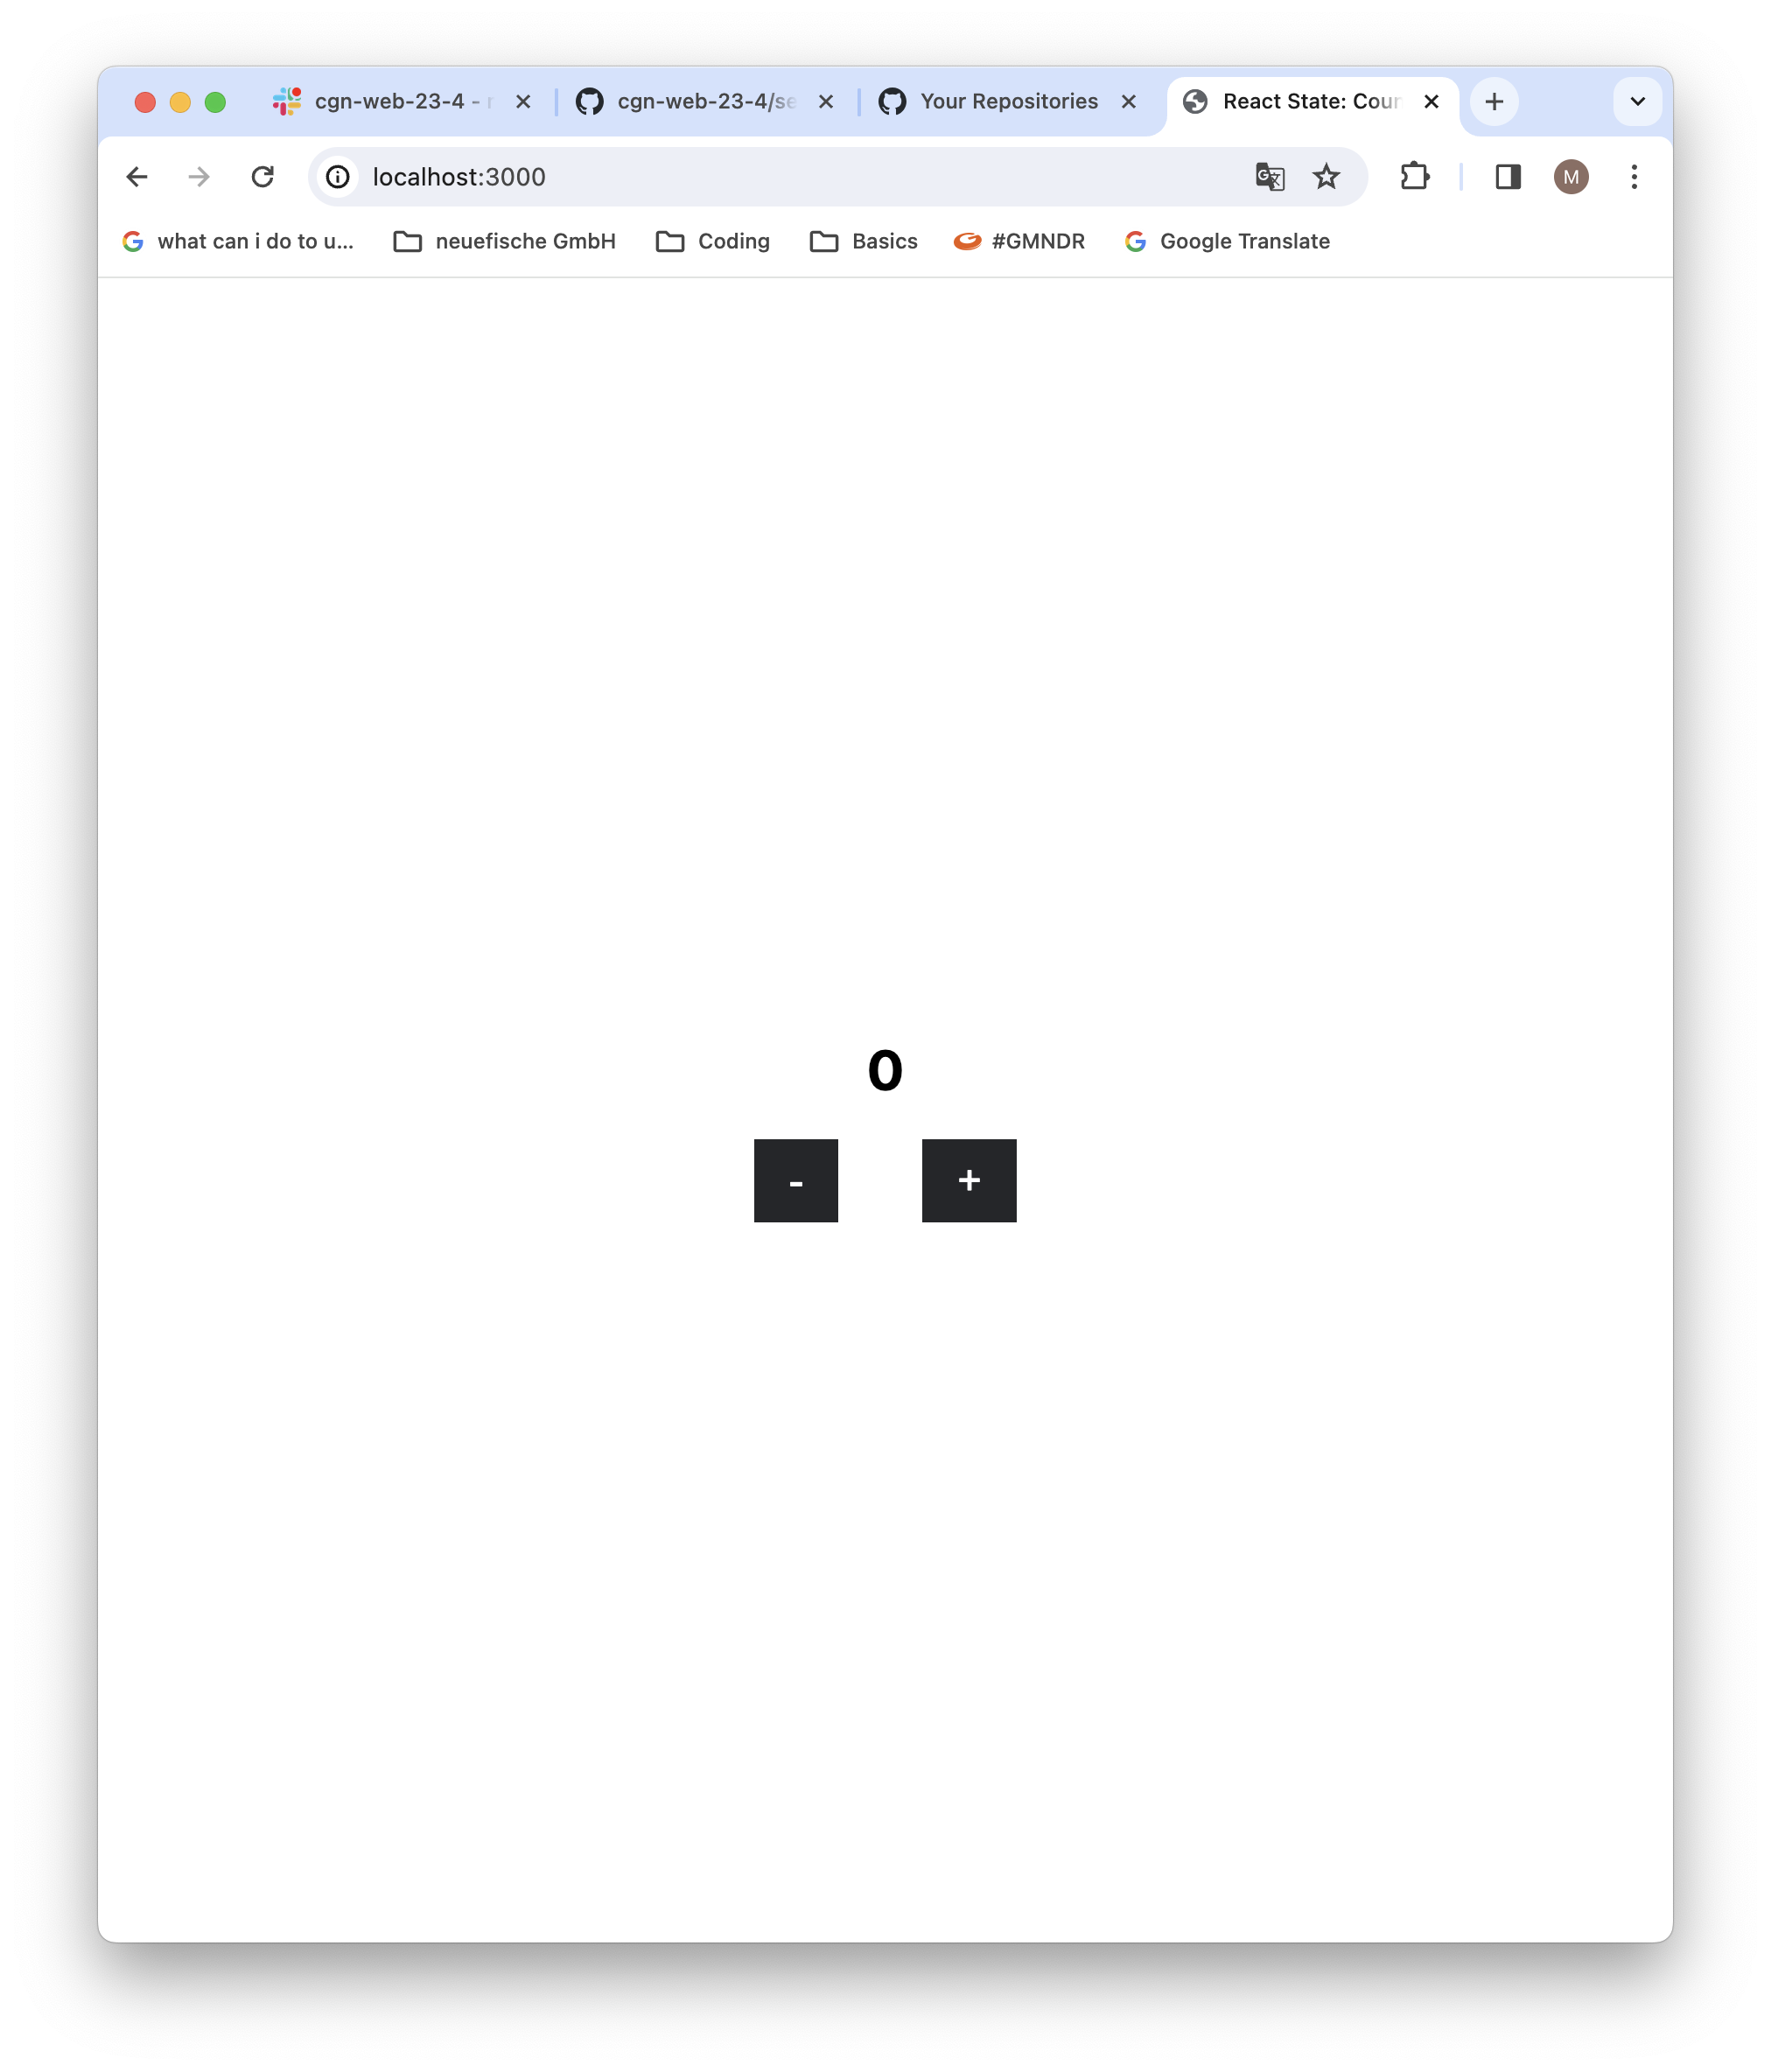 cgn-web-23-4 -
cgn-web-23-4/se
Your Repositories
React State: Cour
localhost:3000
M
what can i do to u...
neuefische GmbH
Coding
Basics
#GMNDR
Google Translate
0
-
+